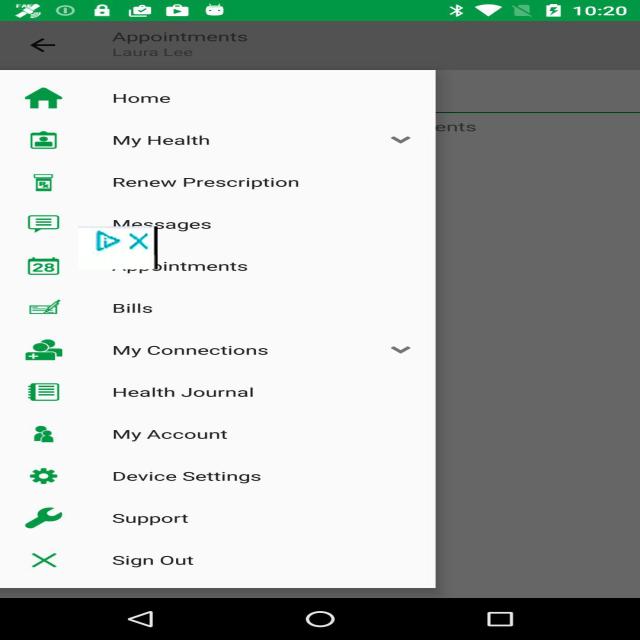 10:20
Appointments
Laura Lee
ents
Home
My Health
Renew Prescription
Messages
28
Appointments
Bills
My Connections
Health Journal
My Account
Device Settings
Support
Sign Out